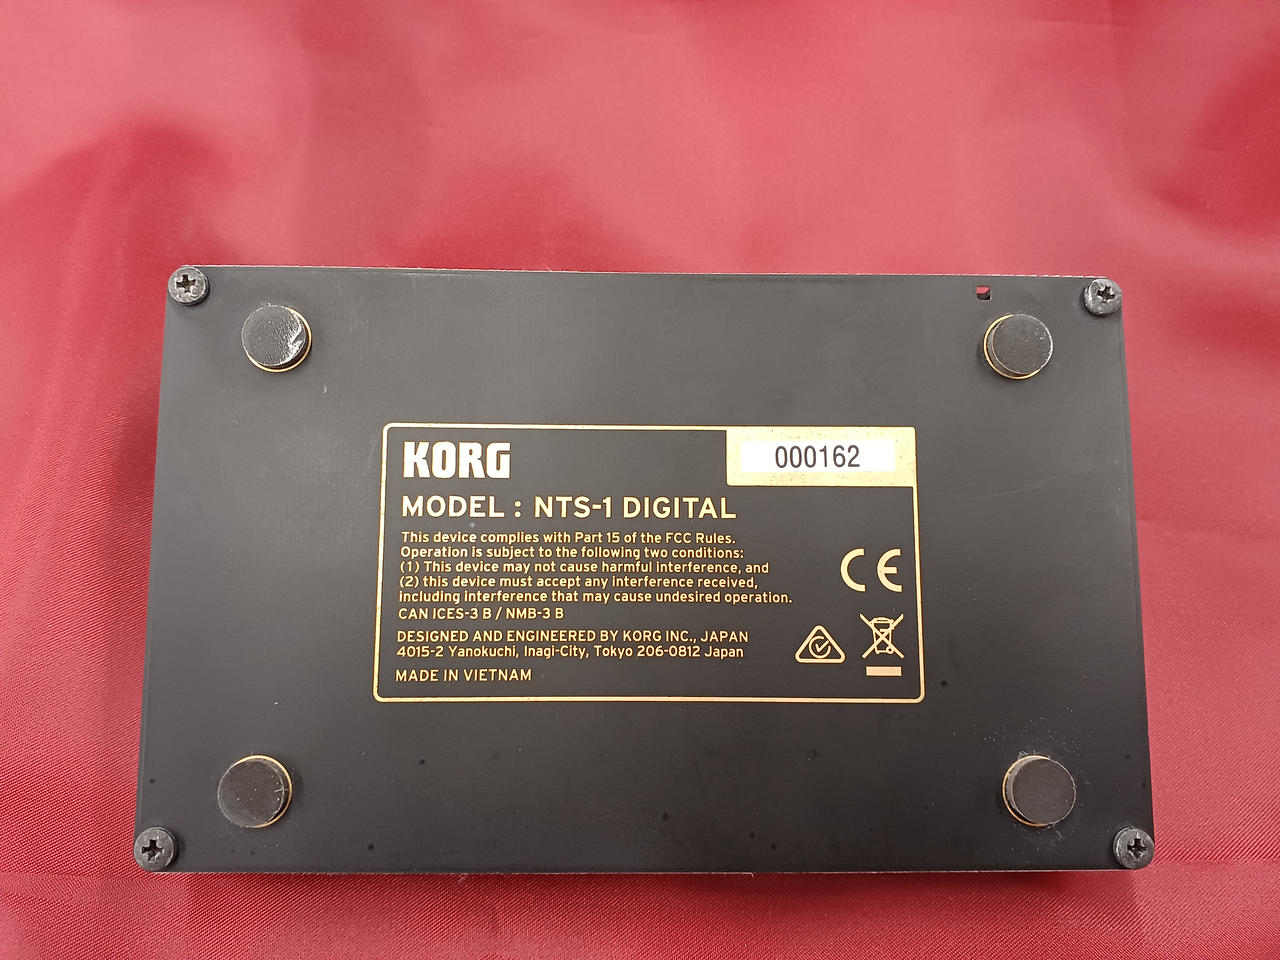 KORG
000162
MODEL : NTS-1 DIGITAL
This device complies with Part 15 of the FCC Rules.
Operation is subject to the following two conditions:
(1) This device may not cause harmful interference, and
(2) this device must accept any interference received,
including interference that may cause undesired operation.
CAN ICES-3 B / NMB-3 B
DESIGNED AND ENGINEERED BY KORG INC., JAPAN
4015-2 Yanokuchi, Inagi-City, Tokyo 206-0812 Japan
MADE IN VIETNAM
CE